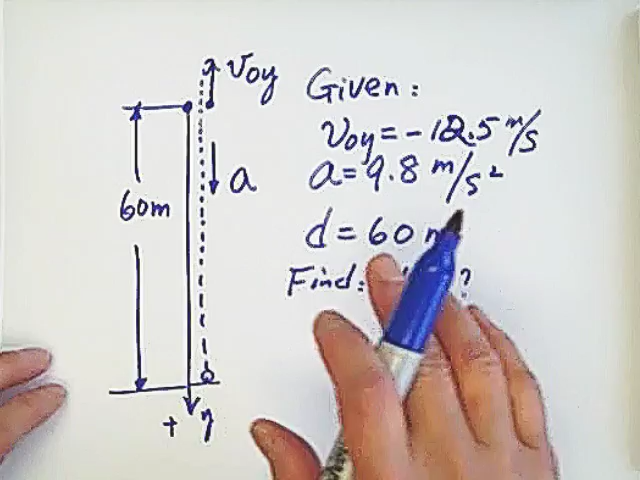 Voy
Given:
Voy = - 12.5 m/s
a
a = 9.8 m/s²
60m
d = 60
Find: ?
+ y